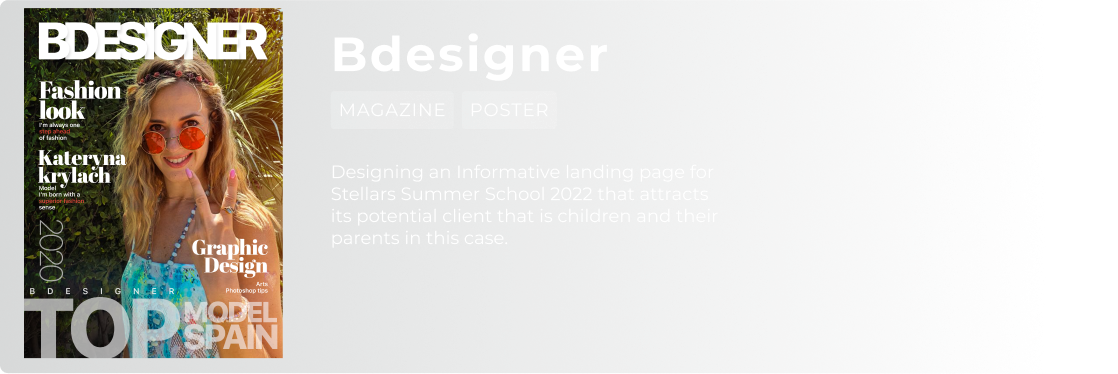 BDESIGNER
Fashion
look
I'm always one
step ahead
of fashion
Kateryna
krylach
Model
I'm born with a
superior fashion
sense
2020
Graphic
Design
Arts
Photoshop tips
BDESIGNER
TOP
MODEL
SPAIN
Bdesigner
MAGAZINE POSTER
Designing an Informative landing page for
Stellars Summer School 2022 that attracts
its potential client that is children and their
parents in this case.